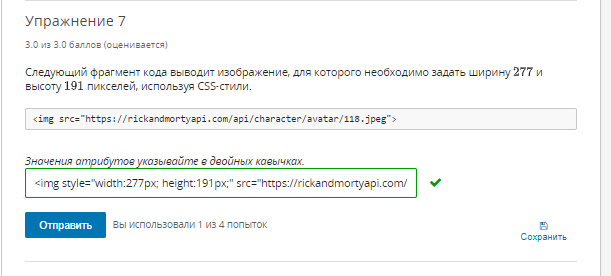 Упражнение 7
3.0 из 3.0 баллов (оценивается)
Следующий фрагмент кода выводит изображение, для которого необходимо задать ширину 277 и
высоту 191 пикселей, используя CSS-стили.
<img src="https://rickandmortyapi.com/api/character/avatar/118.jpeg">
Значения атрибутов указывайте в двойных кавычках.
<img style="width:277px; height:191px;" src="https://rickandmortyapi.com/
Отправить
Вы использовали 1 из 4 попыток
Сохранить